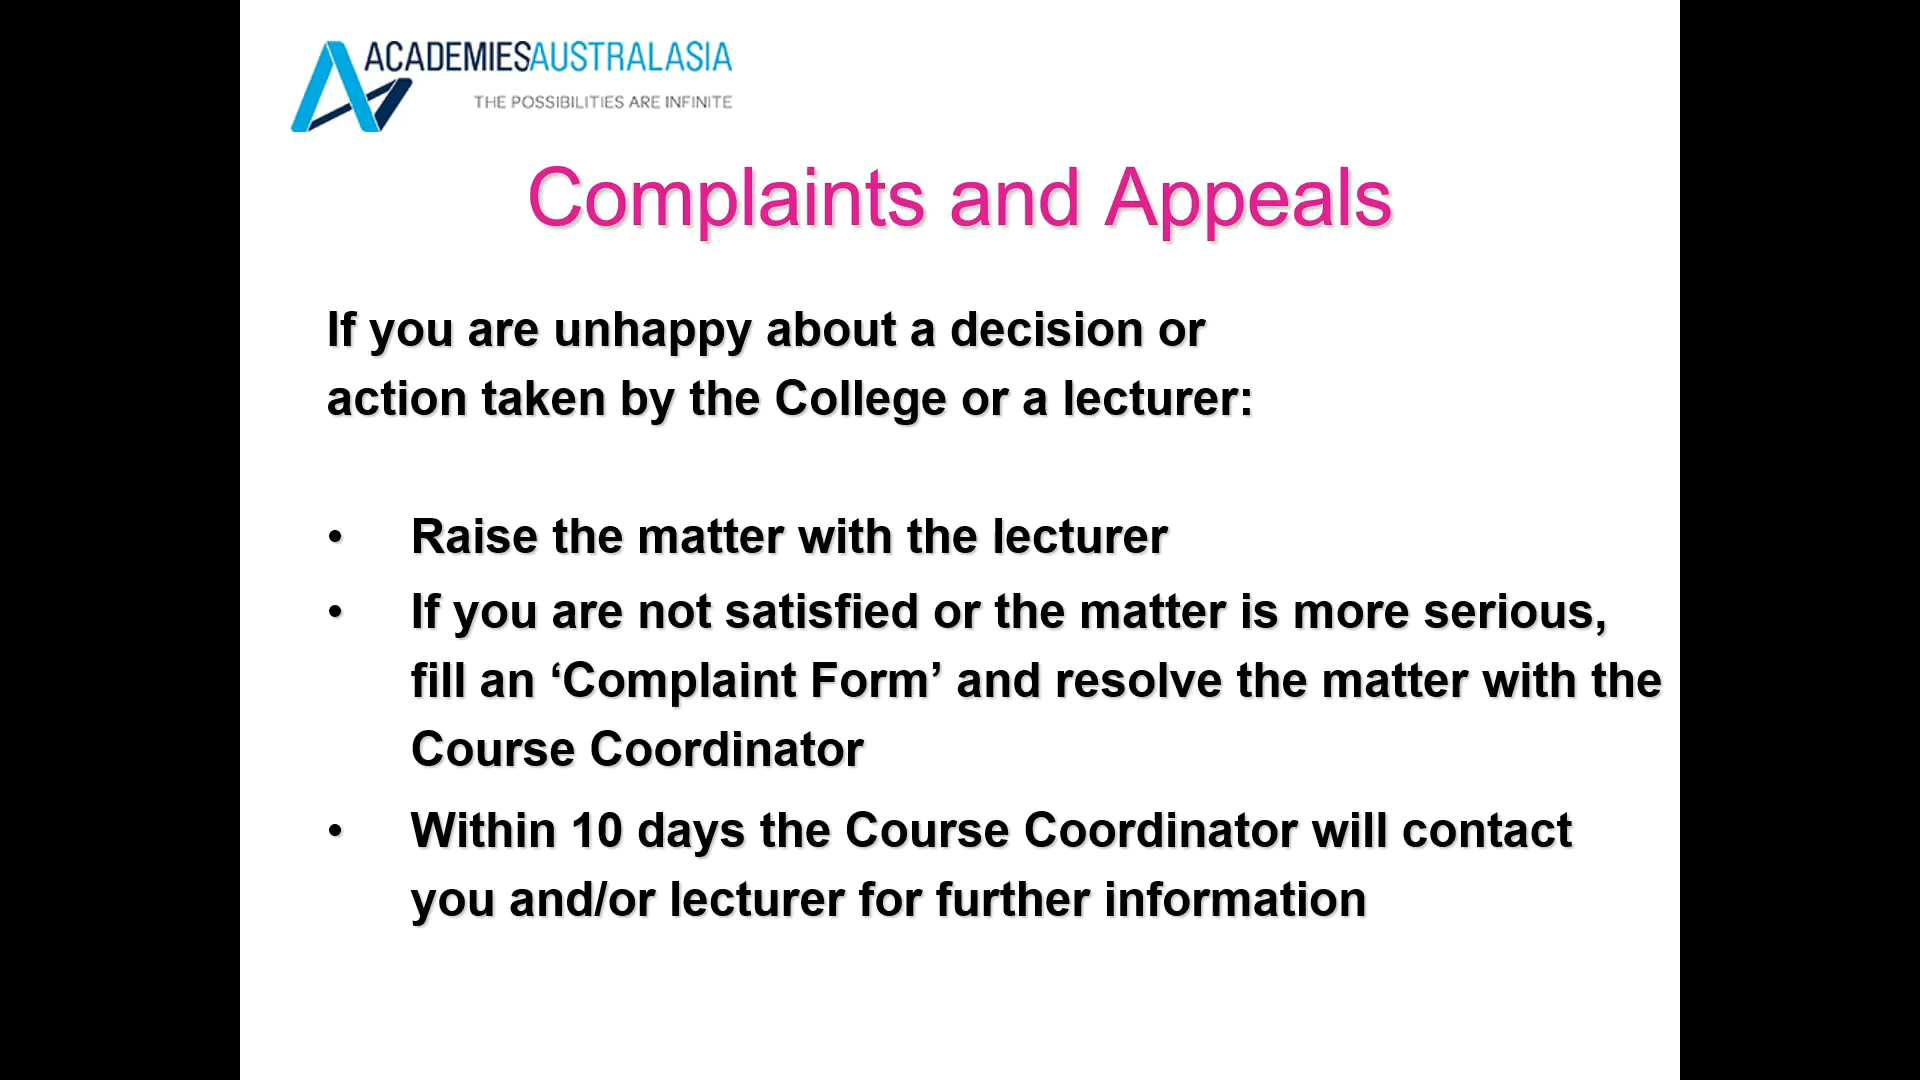 ACADEMIESAUSTRALASIA
THE POSSIBILITIES ARE INFINITE
Complaints and Appeals
If you are unhappy about a decision or
action taken by the College or a lecturer:
• Raise the matter with the lecturer
• If you are not satisfied or the matter is more serious,
fill an ‘Complaint Form’ and resolve the matter with the
Course Coordinator
• Within 10 days the Course Coordinator will contact
you and/or lecturer for further information